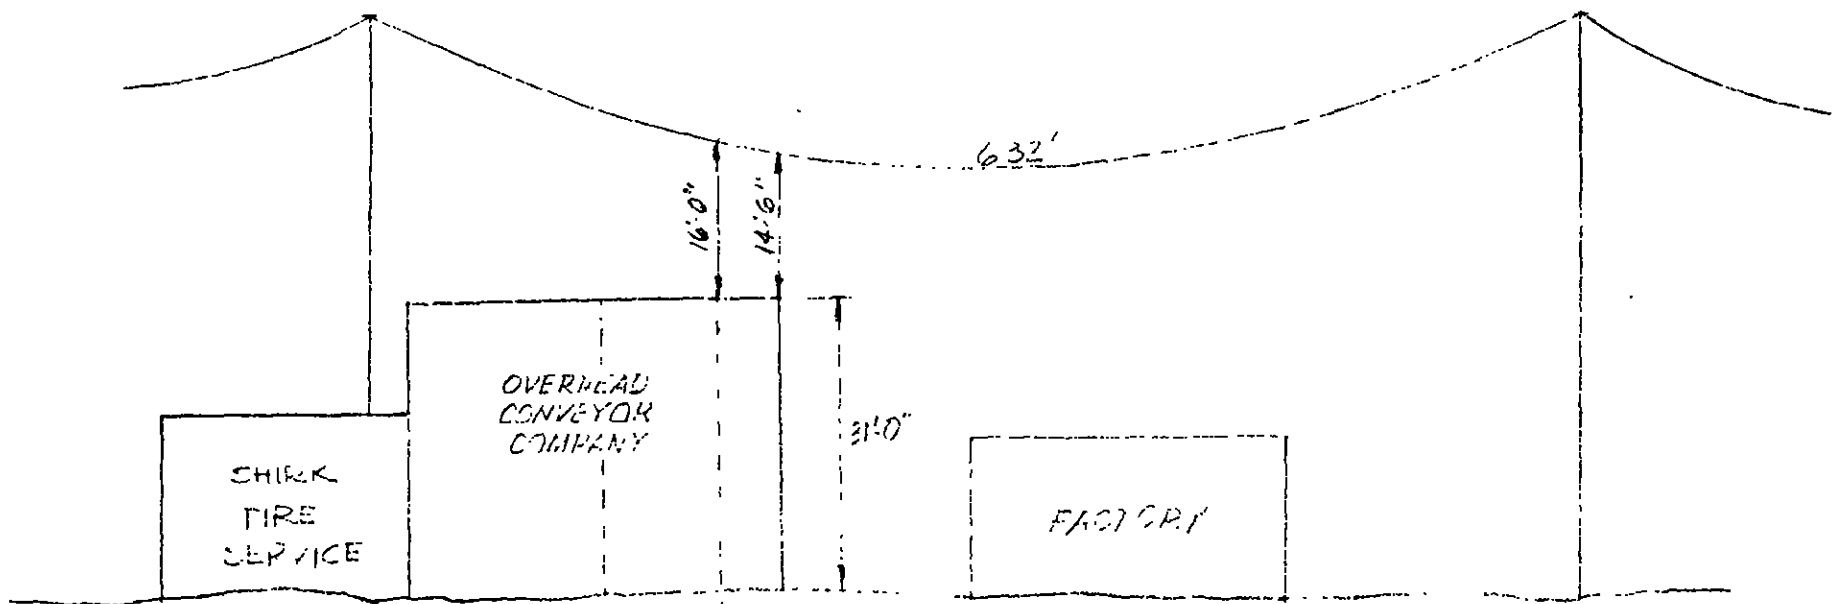 632'
16'-0"
14'-6"
OVERHEAD
CONVEYOR
COMPANY
31'-0"
SHIRK
TIRE
SERVICE
FACTORY